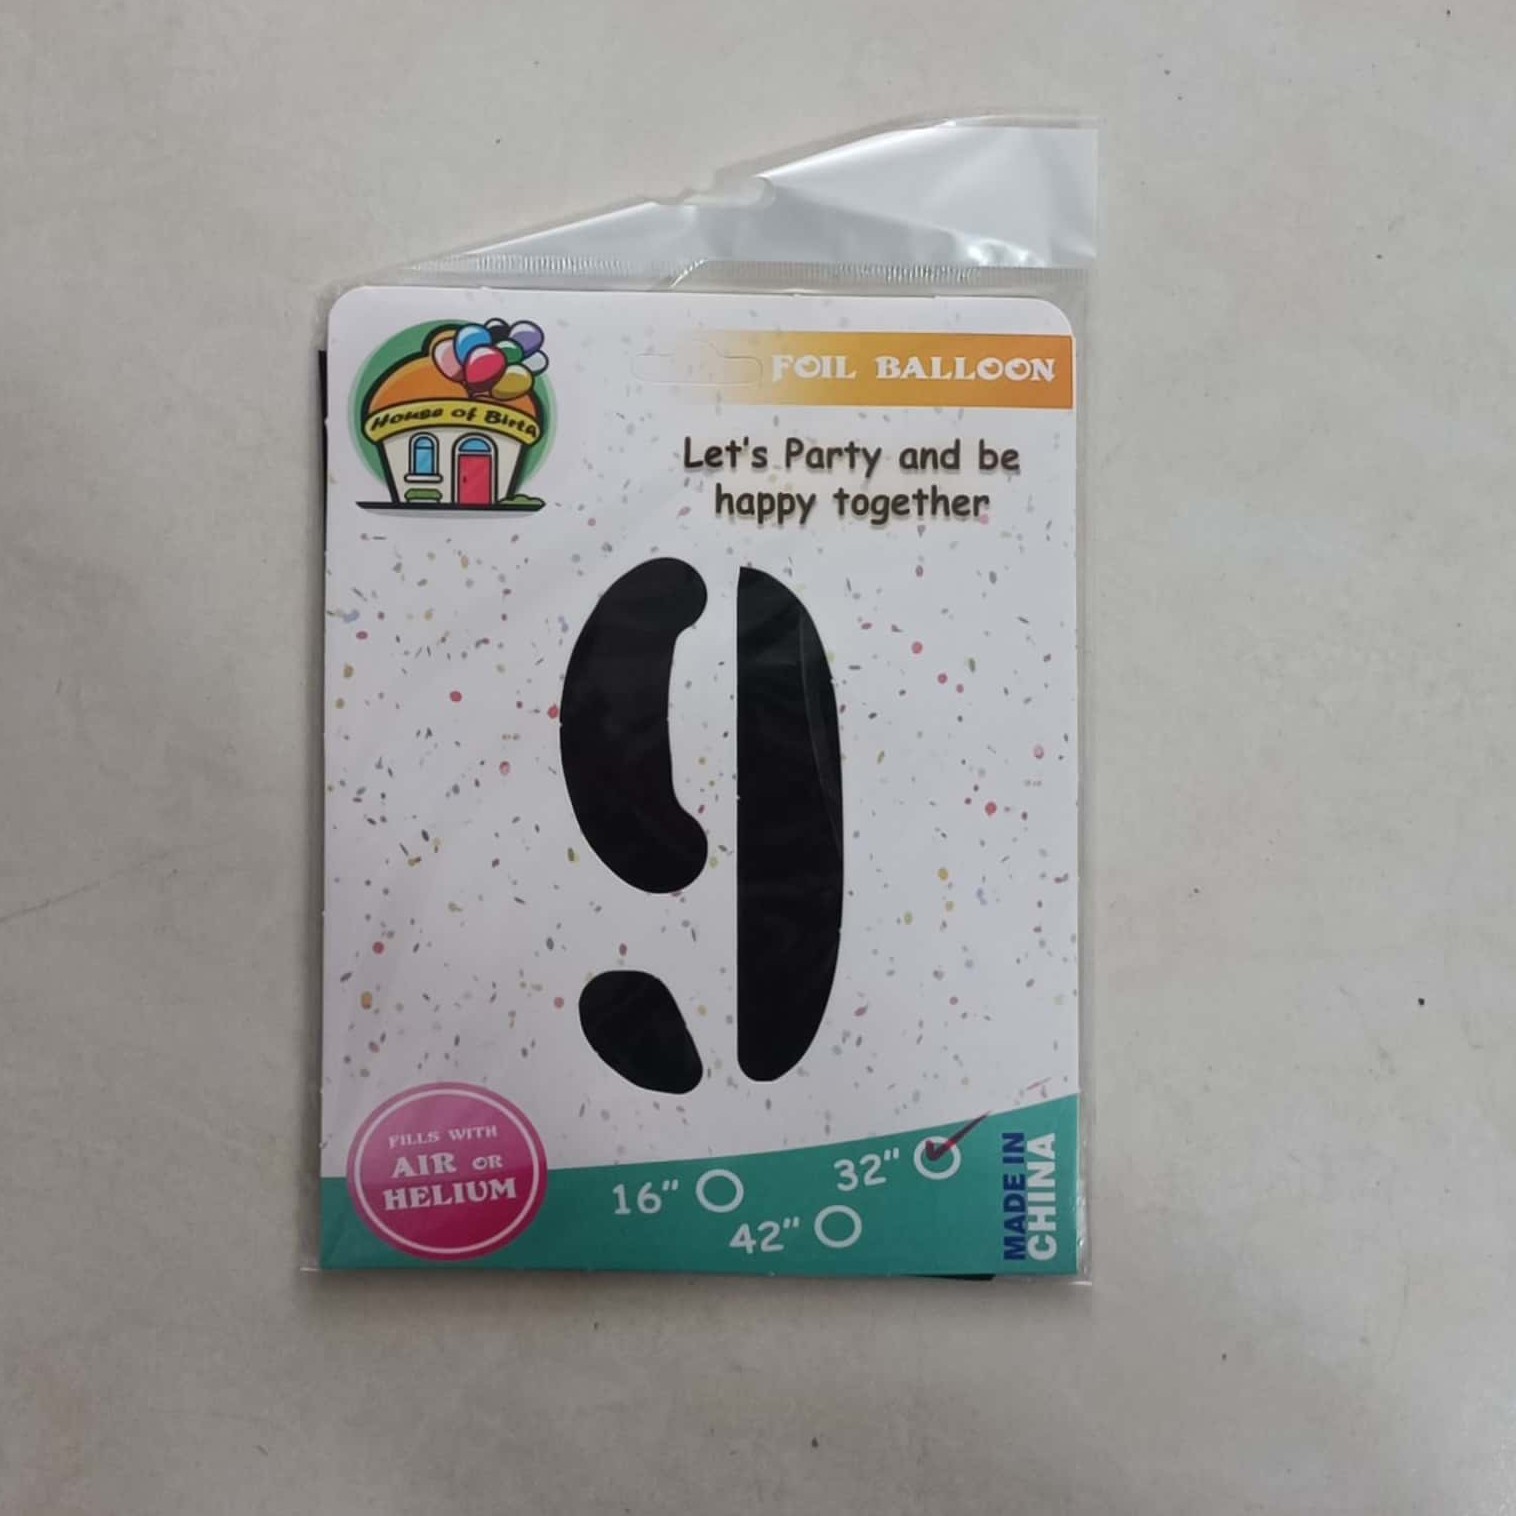 House of Birta
FOIL BALLOON
Let's Party and be
happy together
9
FILLS WITH
AIR OR
HELIUM
16"
32"
42"
MADE IN
CHINA